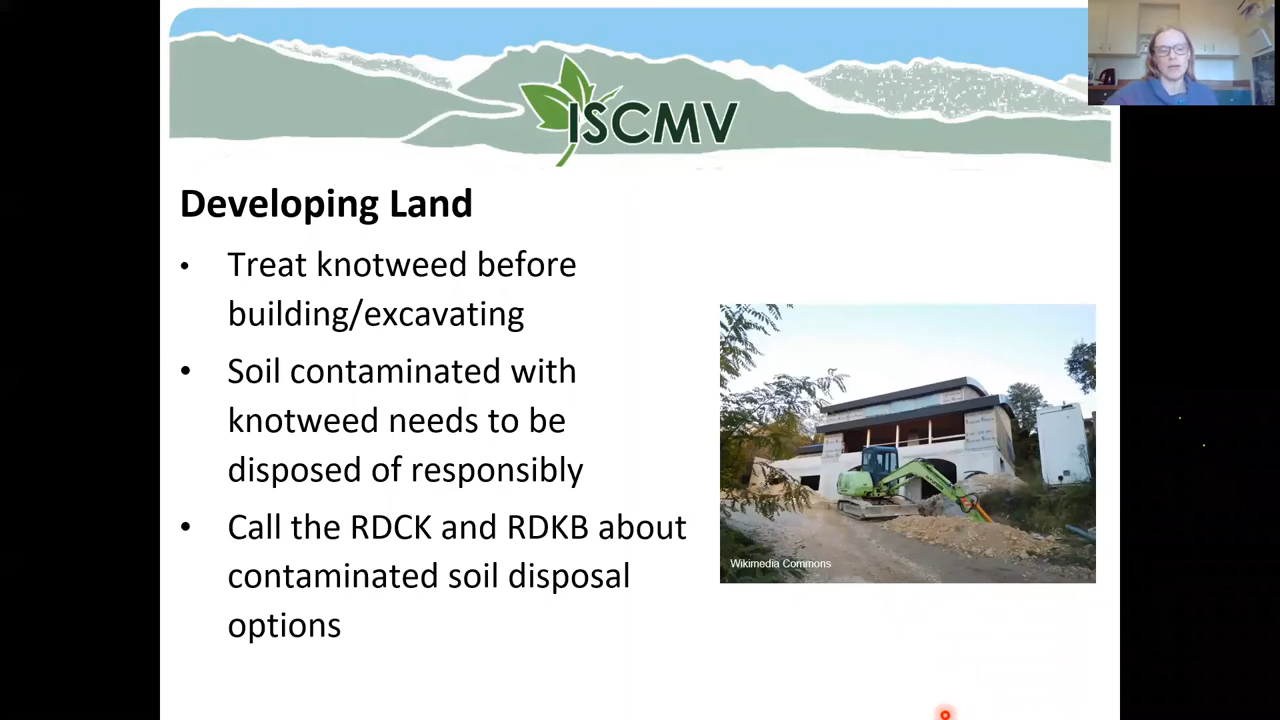 ISCMV
Developing Land
• Treat knotweed before
building/excavating
• Soil contaminated with
knotweed needs to be
disposed of responsibly
• Call the RDCK and RDKB about
contaminated soil disposal
options
Wikimedia Commons